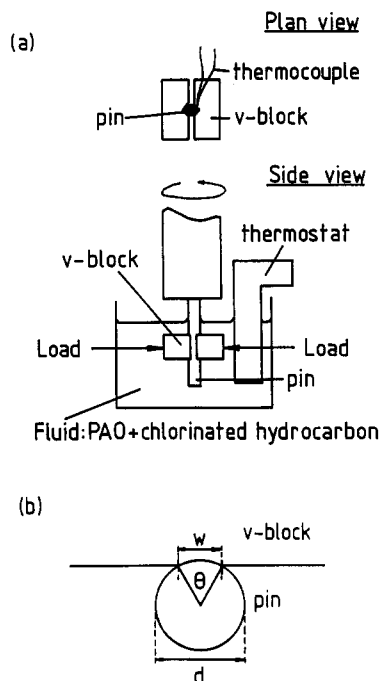 Plan view
(a)
thermocouple
pin
v-block
Side view
thermostat
v-block
Load
Load
pin
Fluid:PAO+chlorinated hydrocarbon
(b)
w
v-block
θ
pin
d